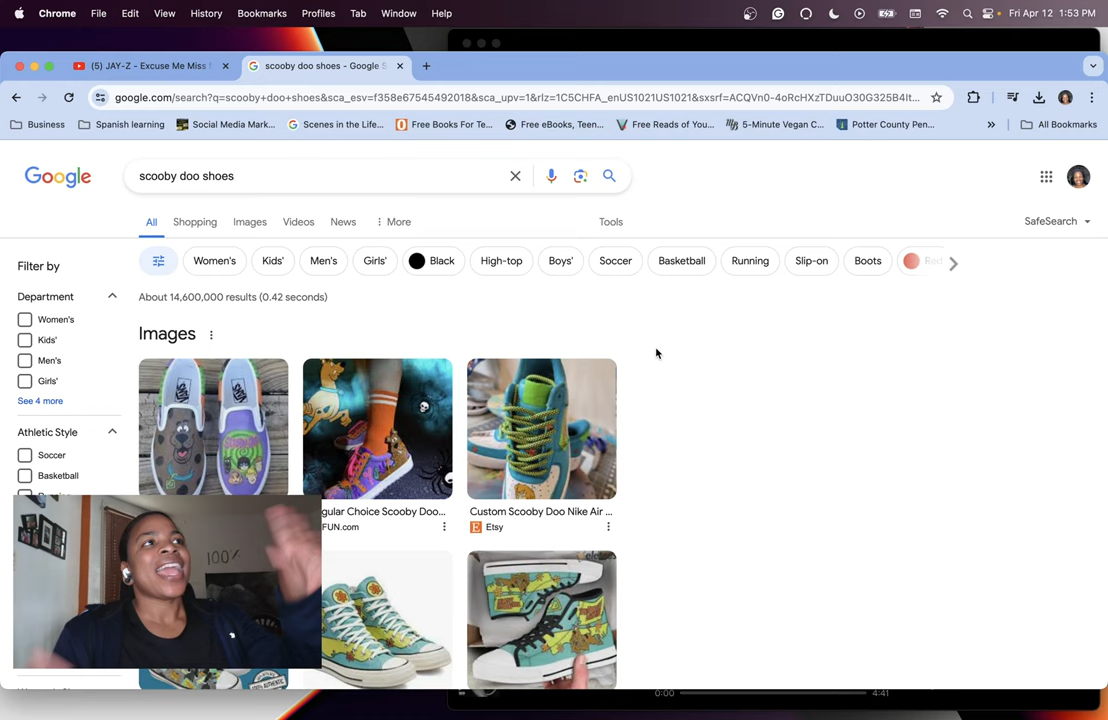 Chrome File Edit View History Bookmarks Profiles Tab Window Help Fri Apr 12 1:53 PM
(5) JAY-Z - Excuse Me Miss f scooby doo shoes - Google S
google.com/search?q=scooby+doo+shoes&sca_esv=f358e67545492018&sca_upv=1&rlz=1C5CHFA_enUS1021US1021&sxsrf=ACQVn0-4oRcHXzTDuuO30G325B4It...
Business Spanish learning Social Media Mark... Scenes in the Life... Free Books For Te... Free eBooks, Teen... Free Reads of You... 5-Minute Vegan C... Potter County Pen... » All Bookmarks
Google scooby doo shoes
All Shopping Images Videos News More Tools SafeSearch
Women's Kids' Men's Girls' Black High-top Boys' Soccer Basketball Running Slip-on Boots Red
Filter by
About 14,600,000 results (0.42 seconds)
Department
Images
Women's
Kids'
Men's
Girls'
See 4 more
Athletic Style
Soccer
Basketball
gular Choice Scooby Doo... Custom Scooby Doo Nike Air ...
FUN.com Etsy
100%
0:00 4:41